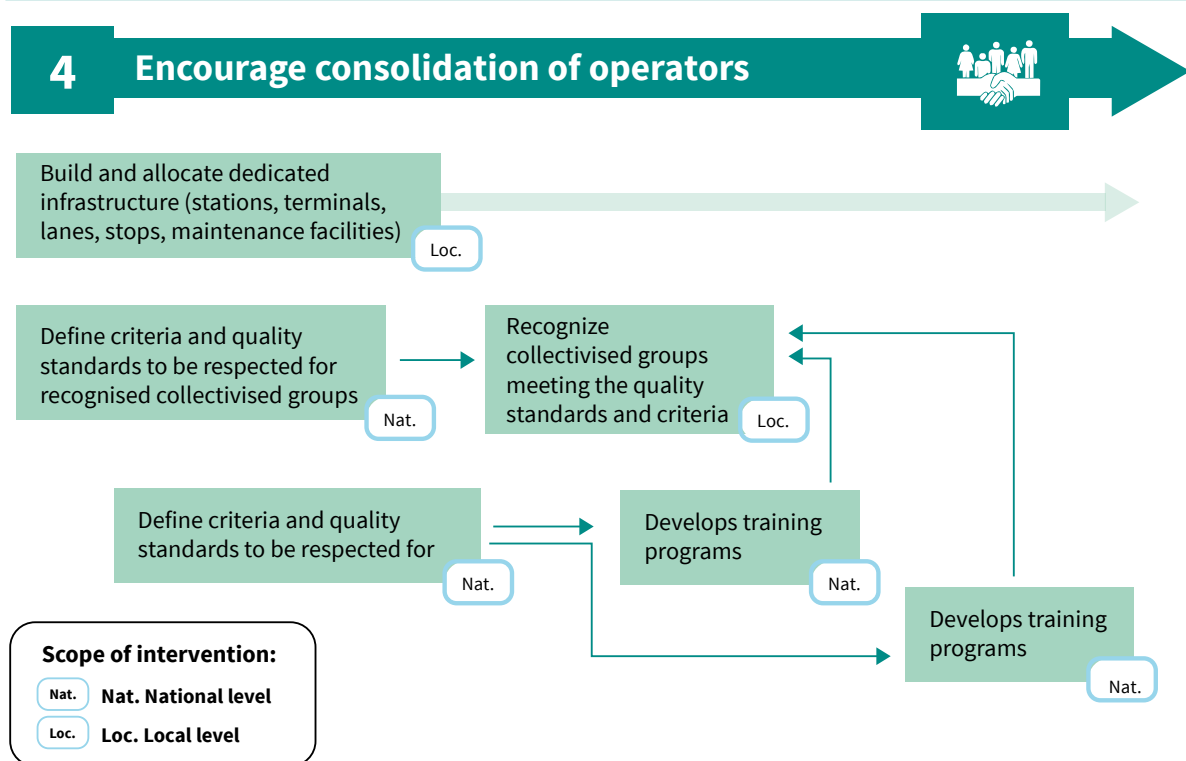 4
Encourage consolidation of operators
Build and allocate dedicated
infrastructure (stations, terminals,
lanes, stops, maintenance facilities)
Loc.
Define criteria and quality
standards to be respected for
recognised collectivised groups
Nat.
Recognize
collectivised groups
meeting the quality
standards and criteria
Loc.
Define criteria and quality
standards to be respected for
Nat.
Develops training
programs
Nat.
Develops training
programs
Nat.
Scope of intervention:
Nat. Nat. National level
Loc. Loc. Local level